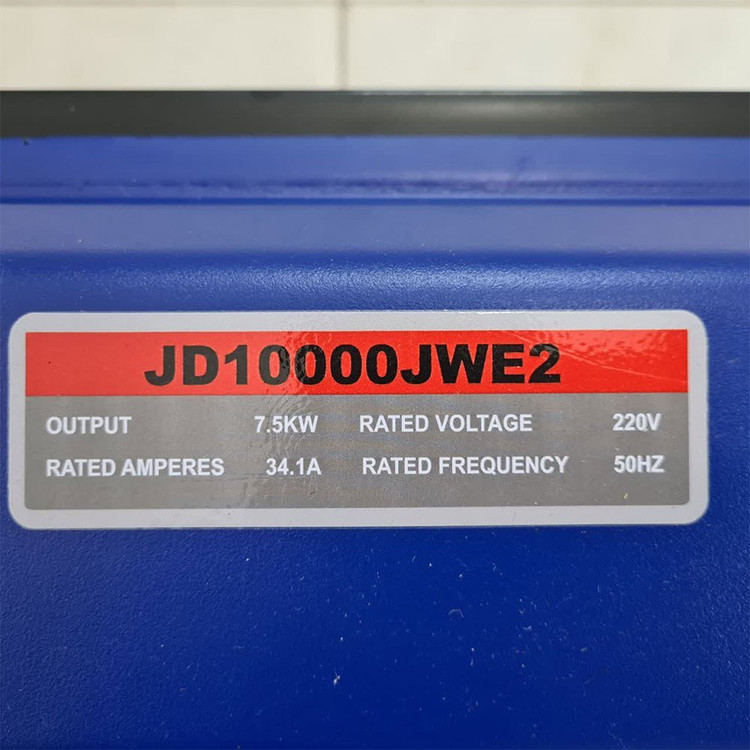 JD10000JWE2
OUTPUT 7.5KW RATED VOLTAGE 220V
RATED AMPERES 34.1A RATED FREQUENCY 50HZ